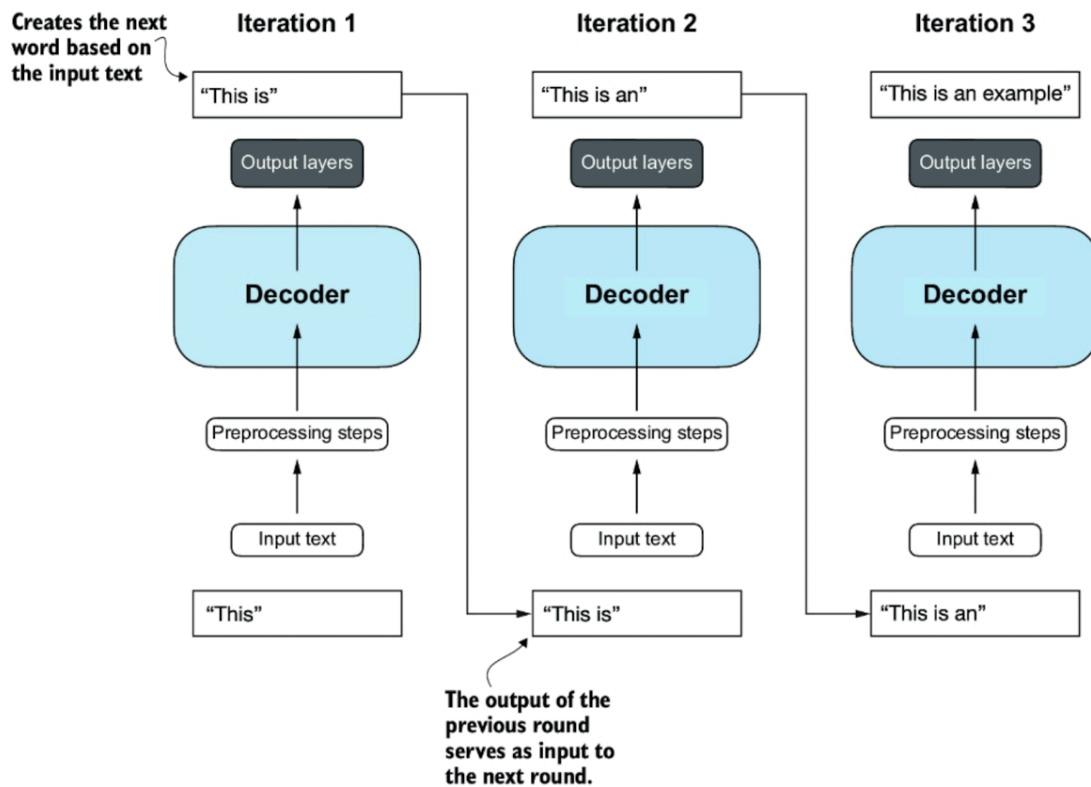 Creates the next
word based on
the input text
Iteration 1
Iteration 2
Iteration 3
“This is”
“This is an”
“This is an example”
Output layers
Output layers
Output layers
Decoder
Decoder
Decoder
Preprocessing steps
Preprocessing steps
Preprocessing steps
Input text
Input text
Input text
“This”
“This is”
“This is an”
The output of the
previous round
serves as input to
the next round.